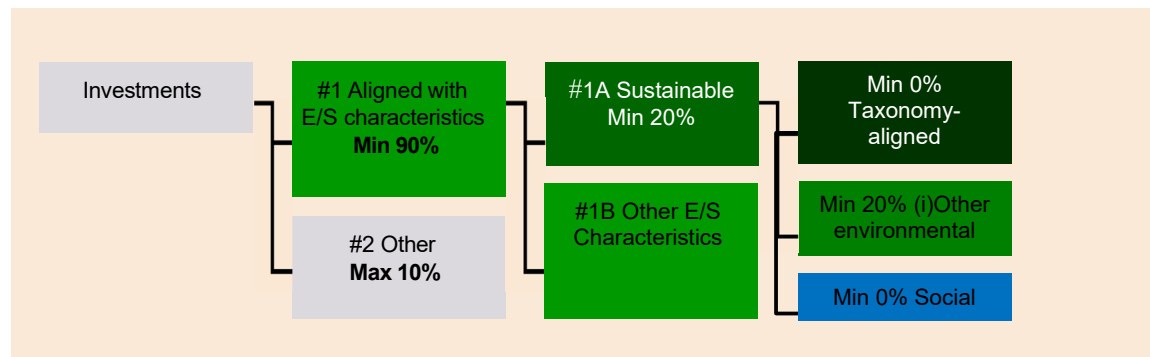 Investments
#1 Aligned with
E/S characteristics
Min 90%
#2 Other
Max 10%
#1A Sustainable
Min 20%
#1B Other E/S
Characteristics
Min 0%
Taxonomy-
aligned
Min 20% (i)Other
environmental
Min 0% Social